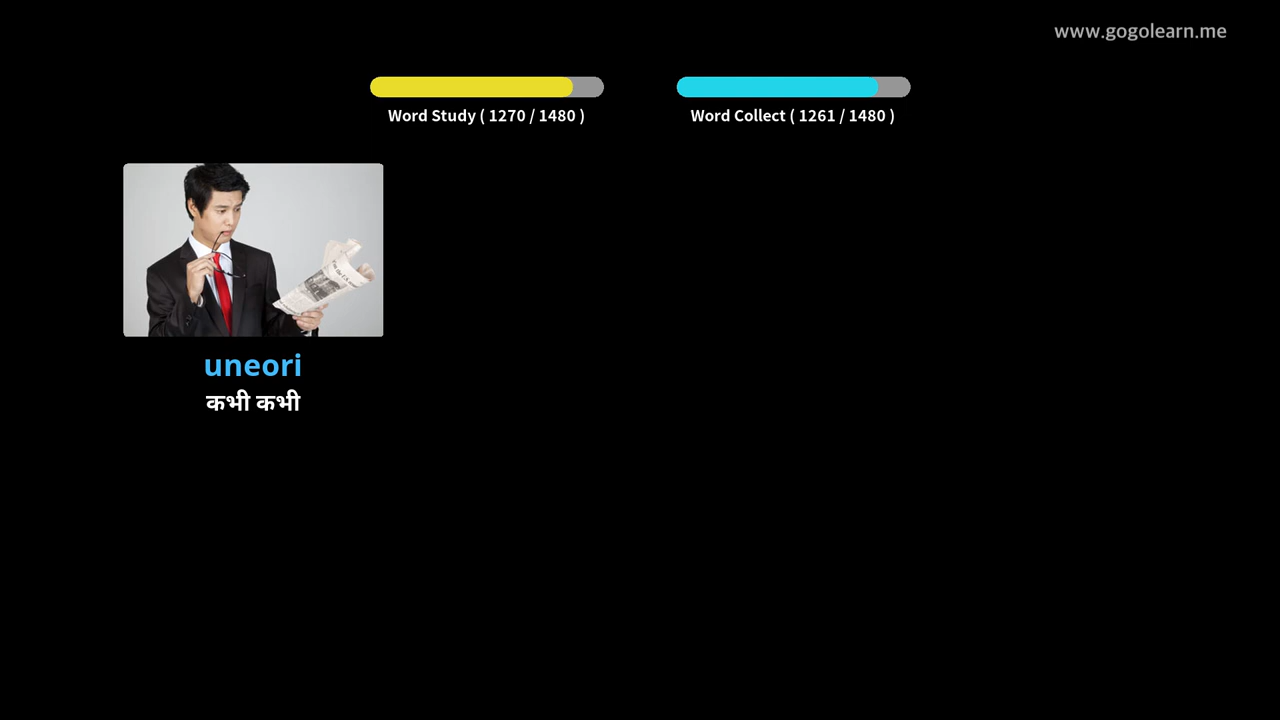 www.gogolearn.me
Word Study ( 1270 / 1480 )
Word Collect ( 1261 / 1480 )
uneori
कभी कभी